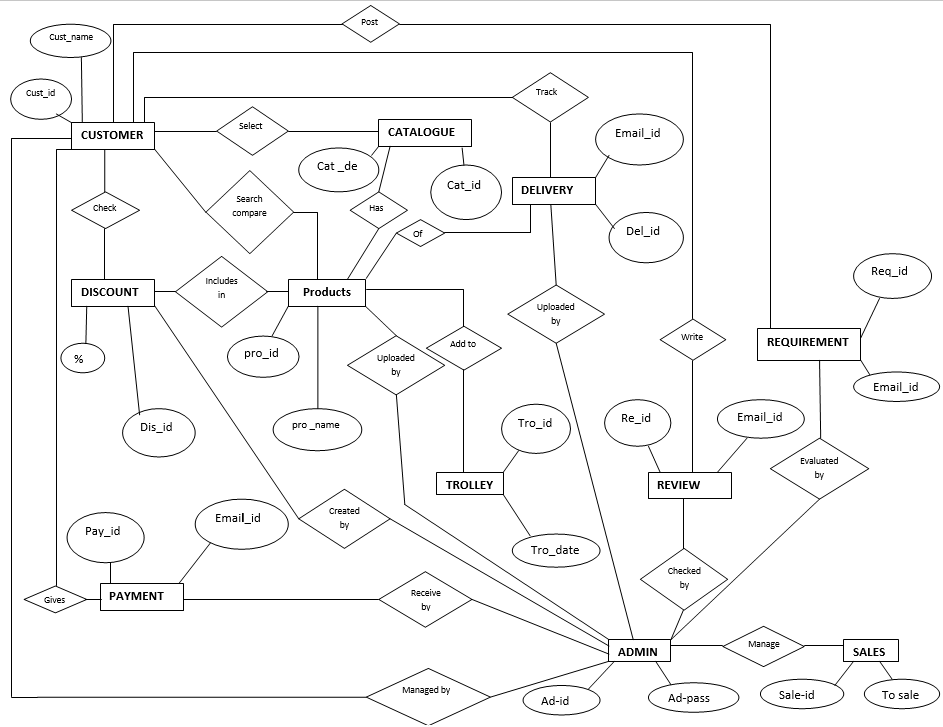 Post
Cust_name
Cust_id
Track
CUSTOMER
Select
CATALOGUE
Email_id
Cat _de
Cat_id
DELIVERY
Search
compare
Check
Has
Of
Del_id
Req_id
DISCOUNT
Includes
in
Products
Uploaded
by
REQUIREMENT
Write
%
pro_id
Uploaded
by
Add to
Email_id
Dis_id
pro _name
Tro_id
Re_id
Email_id
Evaluated
by
TROLLEY
REVIEW
Pay_id
Email_id
Created
by
Tro_date
Checked
by
Gives
PAYMENT
Receive
by
ADMIN
Manage
SALES
Managed by
Ad-id
Ad-pass
Sale-id
To sale